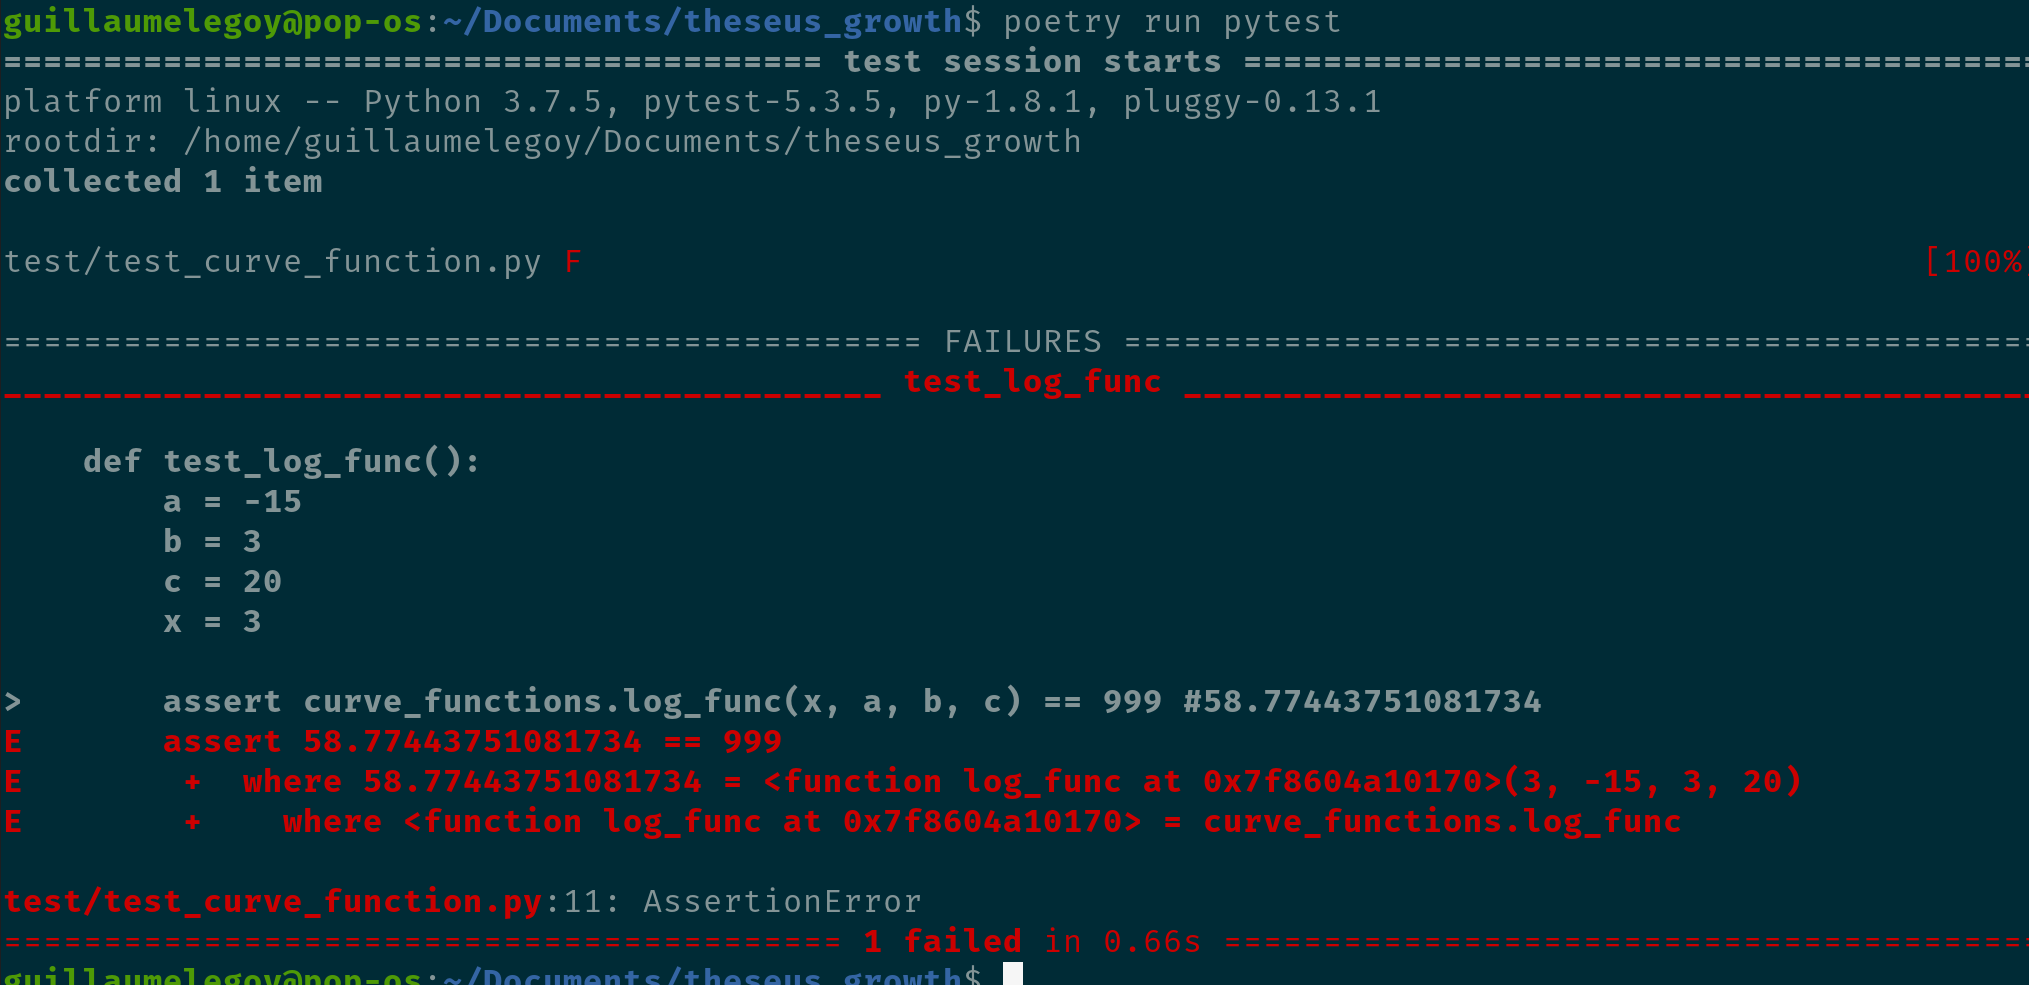 guillaumelegoy@pop-os:~/Documents/theseus_growth$ poetry run pytest
========================================= test session starts ========================================
platform linux -- Python 3.7.5, pytest-5.3.5, py-1.8.1, pluggy-0.13.1
rootdir: /home/guillaumelegoy/Documents/theseus_growth
collected 1 item
test/test_curve_function.py F [100%]
============================================== FAILURES ==============================================
____________________________________________ test_log_func ___________________________________________
    def test_log_func():
        a = -15
        b = 3
        c = 20
        x = 3
>       assert curve_functions.log_func(x, a, b, c) == 999 #58.77443751081734
E       assert 58.77443751081734 == 999
E        +  where 58.77443751081734 = <function log_func at 0x7f8604a10170>(3, -15, 3, 20)
E        +    where <function log_func at 0x7f8604a10170> = curve_functions.log_func
test/test_curve_function.py:11: AssertionError
========================================== 1 failed in 0.66s =========================================
guillaumelegoy@pop-os:~/Documents/theseus_growth$